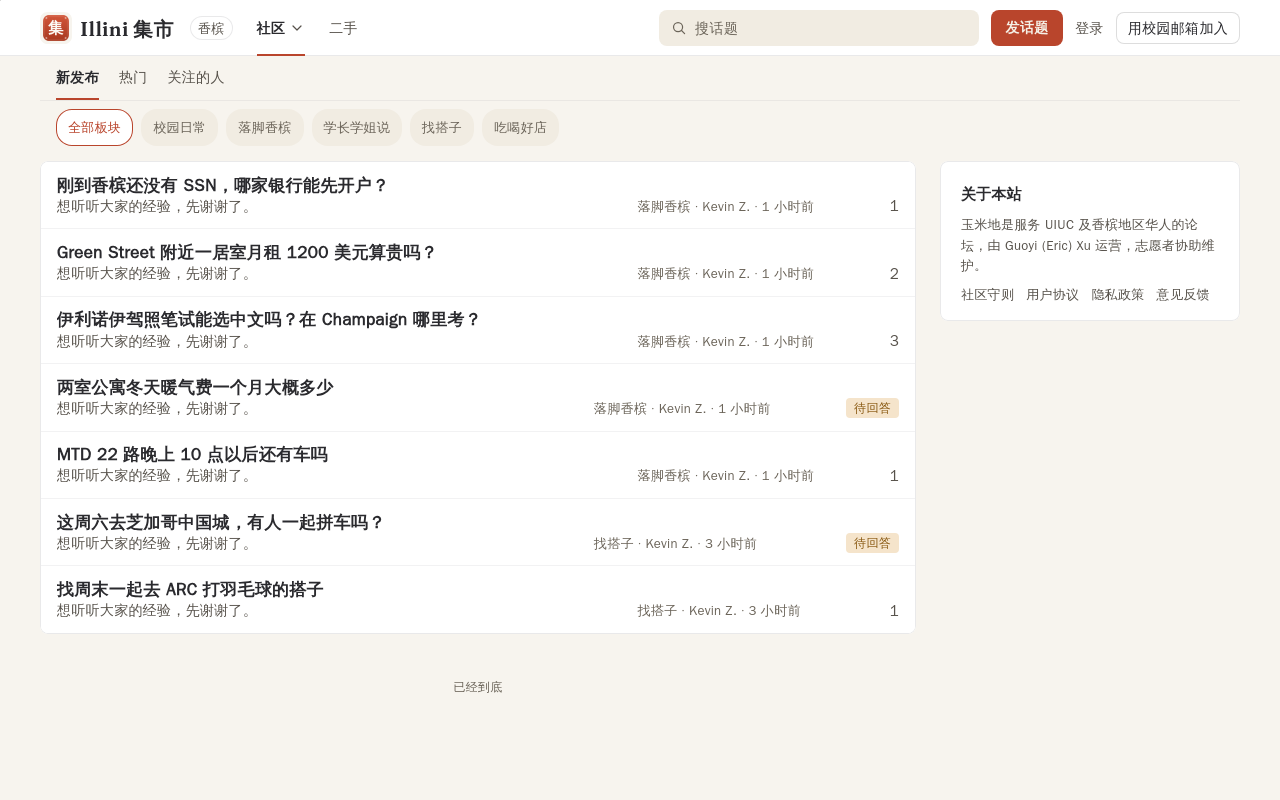 集 Illini 集市 香槟 社区 二手 搜话题 发话题 登录 用校园邮箱加入
新发布 热门 关注的人
全部板块 校园日常 落脚香槟 学长学姐说 找搭子 吃喝好店
刚到香槟还没有 SSN，哪家银行能先开户？
想听听大家的经验，先谢谢了。 落脚香槟 · Kevin Z. · 1 小时前 1
Green Street 附近一居室月租 1200 美元算贵吗？
想听听大家的经验，先谢谢了。 落脚香槟 · Kevin Z. · 1 小时前 2
伊利诺伊驾照笔试能选中文吗？在 Champaign 哪里考？
想听听大家的经验，先谢谢了。 落脚香槟 · Kevin Z. · 1 小时前 3
两室公寓冬天暖气费一个月大概多少
想听听大家的经验，先谢谢了。 落脚香槟 · Kevin Z. · 1 小时前 待回答
MTD 22 路晚上 10 点以后还有车吗
想听听大家的经验，先谢谢了。 落脚香槟 · Kevin Z. · 1 小时前 1
这周六去芝加哥中国城，有人一起拼车吗？
想听听大家的经验，先谢谢了。 找搭子 · Kevin Z. · 3 小时前 待回答
找周末一起去 ARC 打羽毛球的搭子
想听听大家的经验，先谢谢了。 找搭子 · Kevin Z. · 3 小时前 1
已经到底
关于本站
玉米地是服务 UIUC 及香槟地区华人的论
坛，由 Guoyi (Eric) Xu 运营，志愿者协助维
护。
社区守则 用户协议 隐私政策 意见反馈